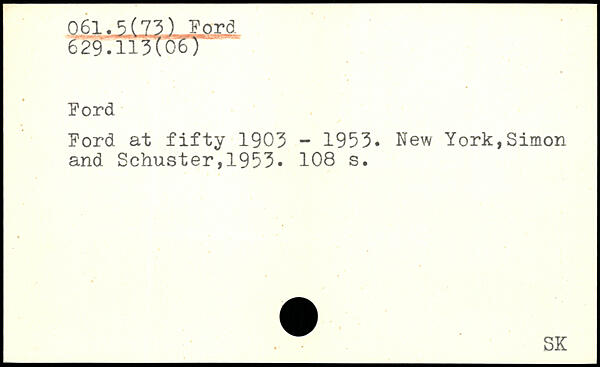 061.5(73) Ford
629.113(06)
Ford
Ford at fifty 1903 - 1953. New York,Simon
and Schuster,1953. 108 s.
SK